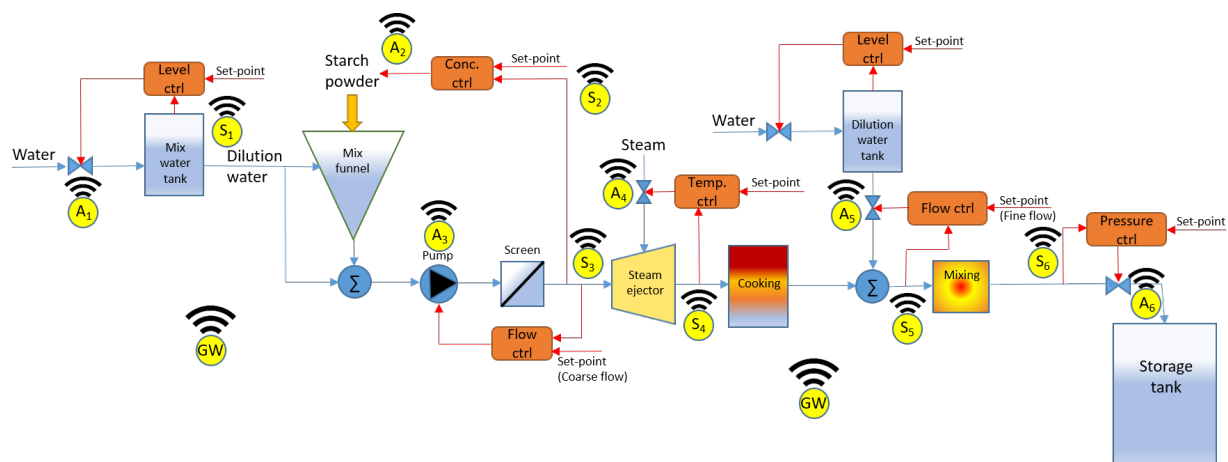 A2
Starch
powder
Conc.
ctrl
Set-point
S2
Level
ctrl
Set-point
S1
Water
A1
Mix
water
tank
Dilution
water
Mix
funnel
Σ
A3
Pump
Screen
S3
Flow
ctrl
Set-point
(Coarse flow)
GW
Steam
A4
Temp.
ctrl
Set-point
Steam
ejector
S4
Cooking
Level
ctrl
Set-point
Water
Dilution
water
tank
A5
Flow ctrl
Set-point
(Fine flow)
Σ
S5
Mixing
S6
Pressure
ctrl
Set-point
A6
GW
Storage
tank